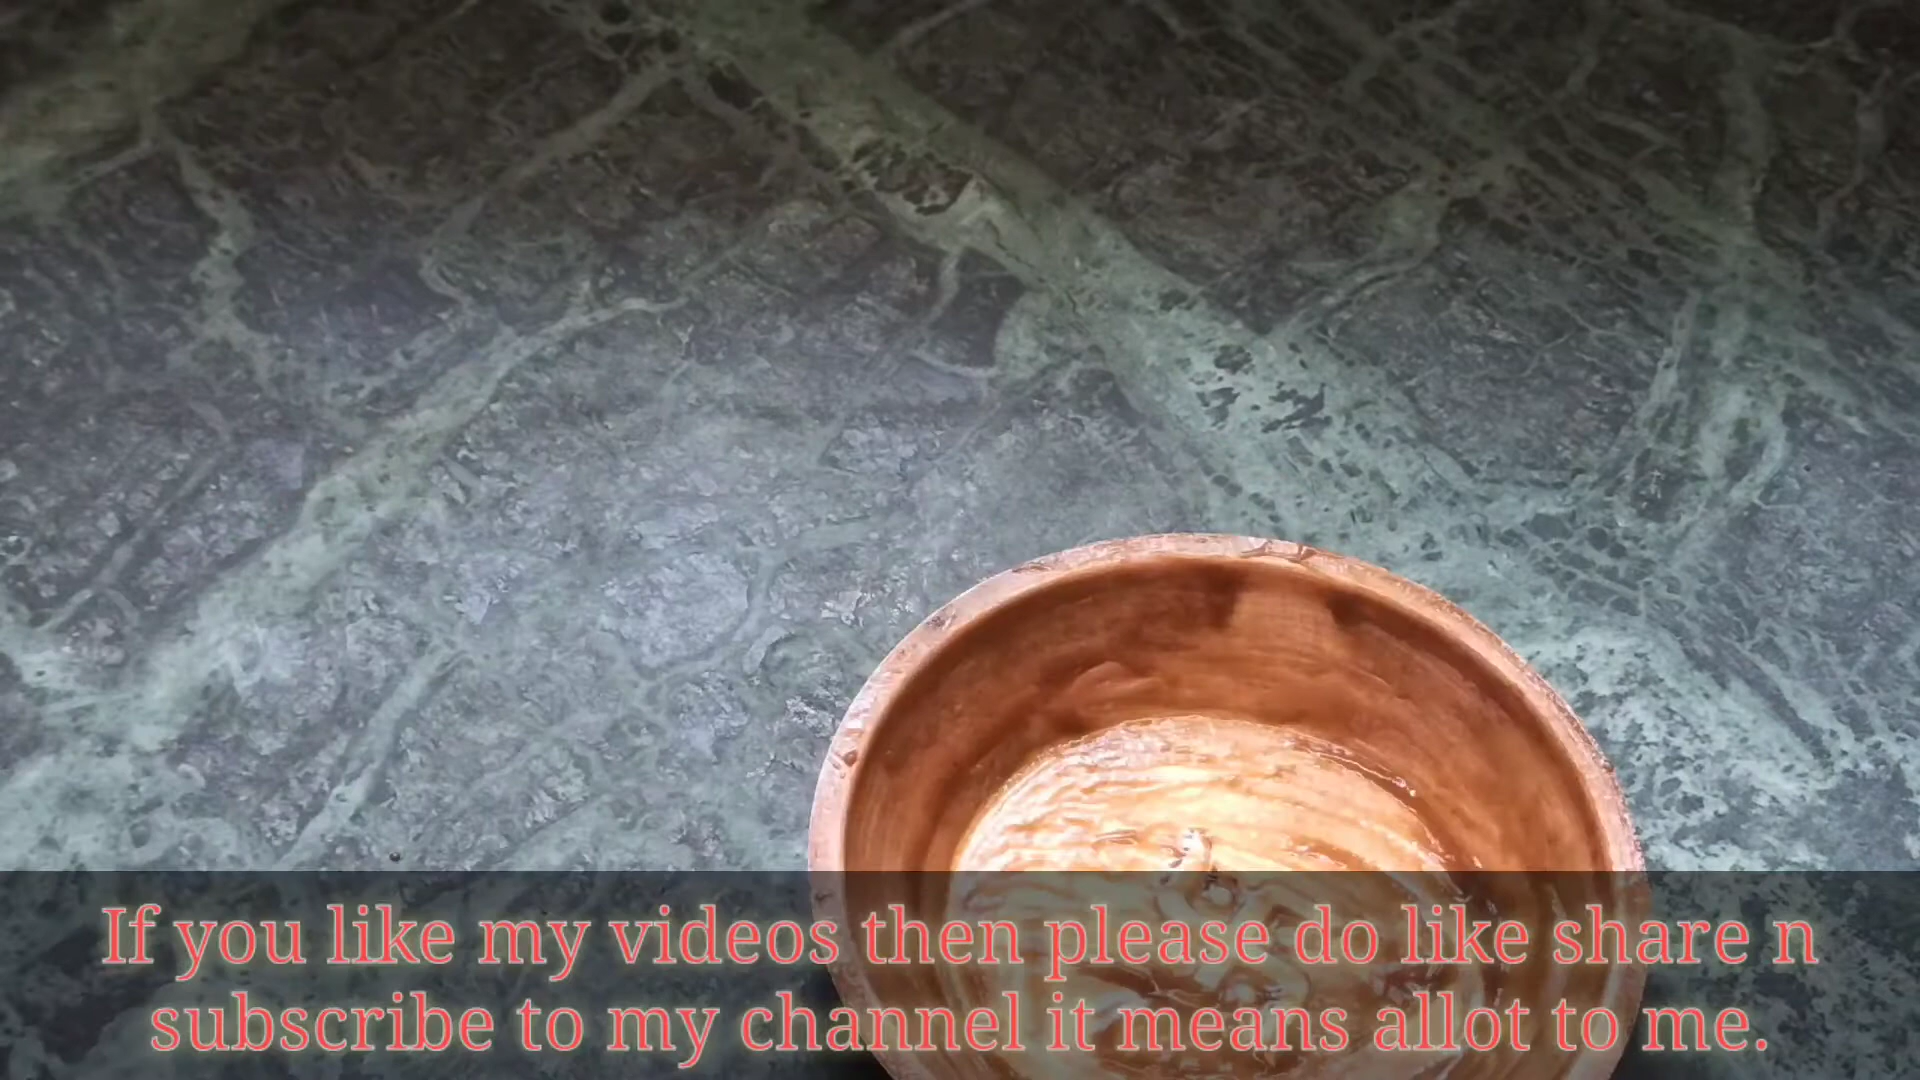 If you like my videos then please do like share n
subscribe to my channel it means allot to me.